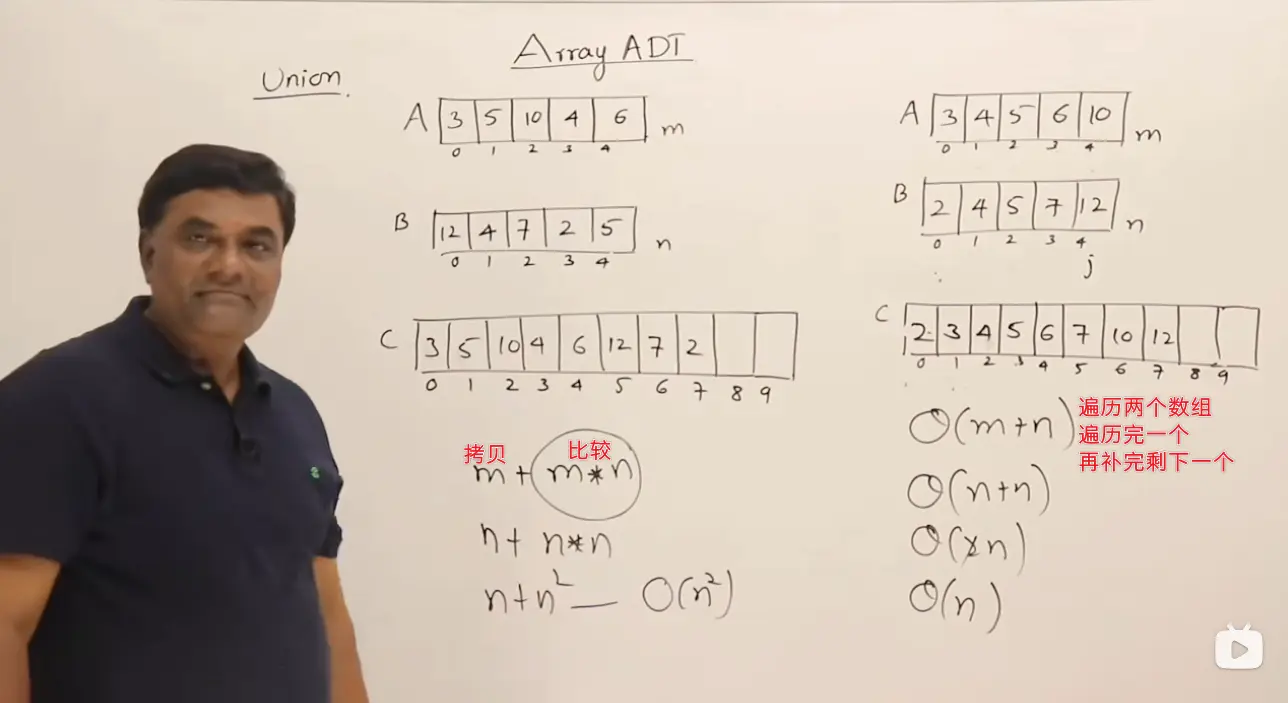 Array ADT
Union.
A 3 5 10 4 6 m
0 1 2 3 4
B 12 4 7 2 5 n
0 1 2 3 4
C 3 5 10 4 6 12 7 2
0 1 2 3 4 5 6 7 8 9
拷贝 比较
m + m*n
n + n*n
n+n² — O(n²)
A 3 4 5 6 10 m
0 1 2 3 4
B 2 4 5 7 12 n
0 1 2 3 4
j
C 2 3 4 5 6 7 10 12
0 1 2 3 4 5 6 7 8 9
O(m+n)
遍历两个数组
遍历完一个
再补完剩下一个
O(n+n)
O(2n)
O(n)